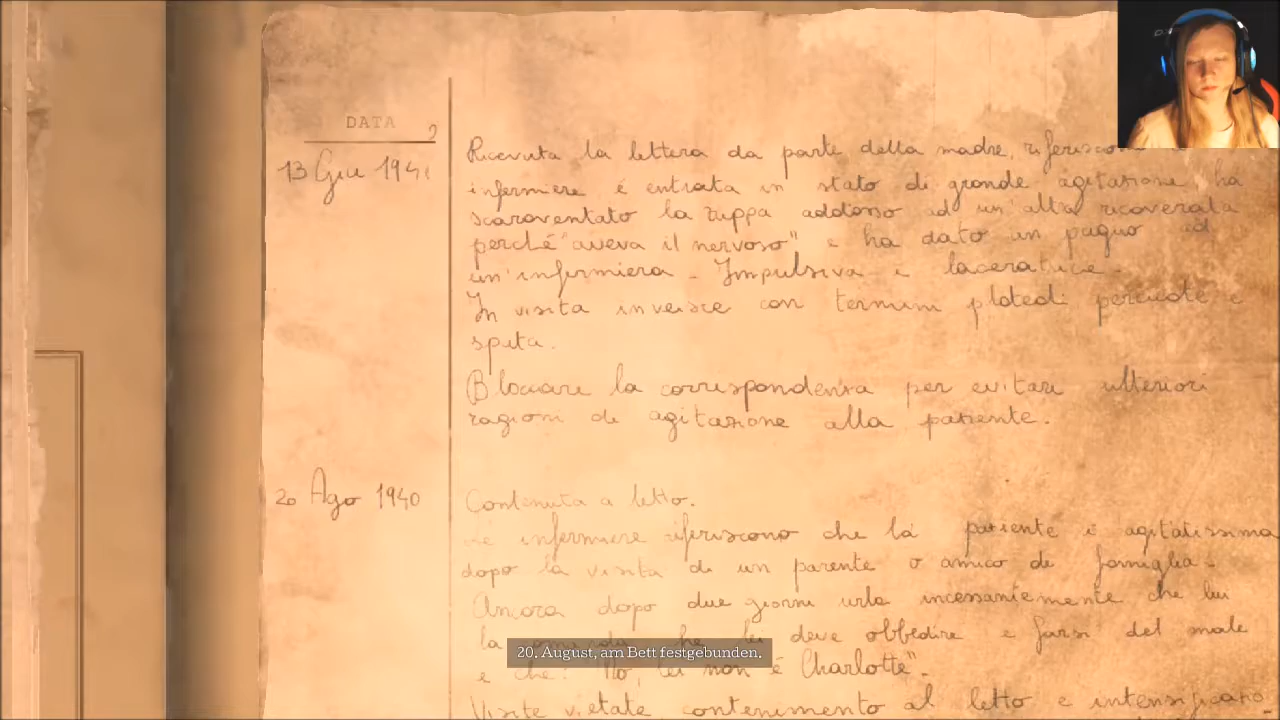 DATA
13 Giu 194
Ricevuta la lettera da parte della madre, riferiscono
infermiere è entrata in stato di grande agitazione, ha
scaraventato la zuppa addosso ad un'altra ricoverata
perché "aveva il nervoso" e ha dato un pugno ad
un'infermiera - Impulsiva e laceratrice -
In visita inveisce con termini plateali percuote e
sputa.
Bloccare la corrispondenza per evitare ulteriori
ragioni di agitazione alla paziente.
20 Ago 1940
Contenuta a letto.
Le infermiere riferiscono che la paziente è agitatissima
dopo la visita di un parente o amico di famiglia -
Ancora dopo due giorni urla incessantemente che lui
la che lei deve obbedire e farsi del male
20. August, am Bett festgebunden,
e che: "No, lei non è Charlotte".
Visite vietate, contenimento al letto e